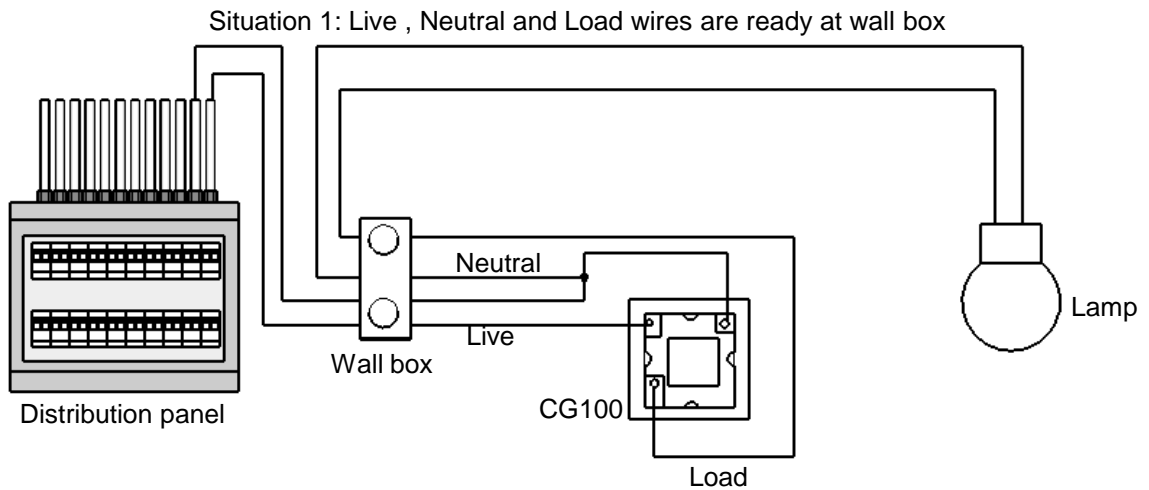 Situation 1: Live , Neutral and Load wires are ready at wall box
Neutral
Live
Lamp
Wall box
CG100
Distribution panel
Load